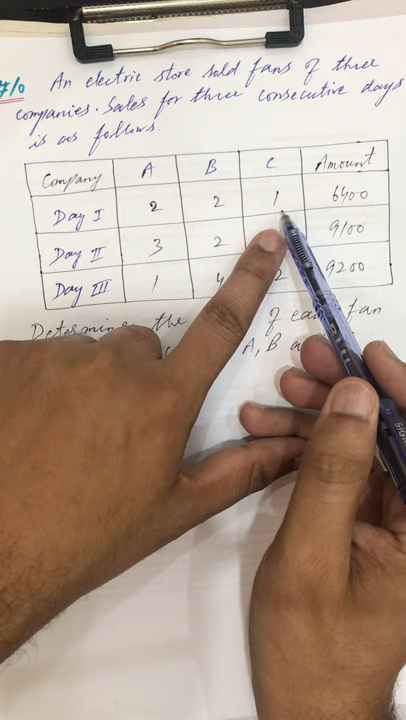 An electric store sold fans of three
companies. Sales for three consecutive days
is as follows.
Company A B C Amount
Day I 2 2 1 6400
Day II 3 2 9100
Day III 1 4 2 9200
Determine the of each fan
A, B